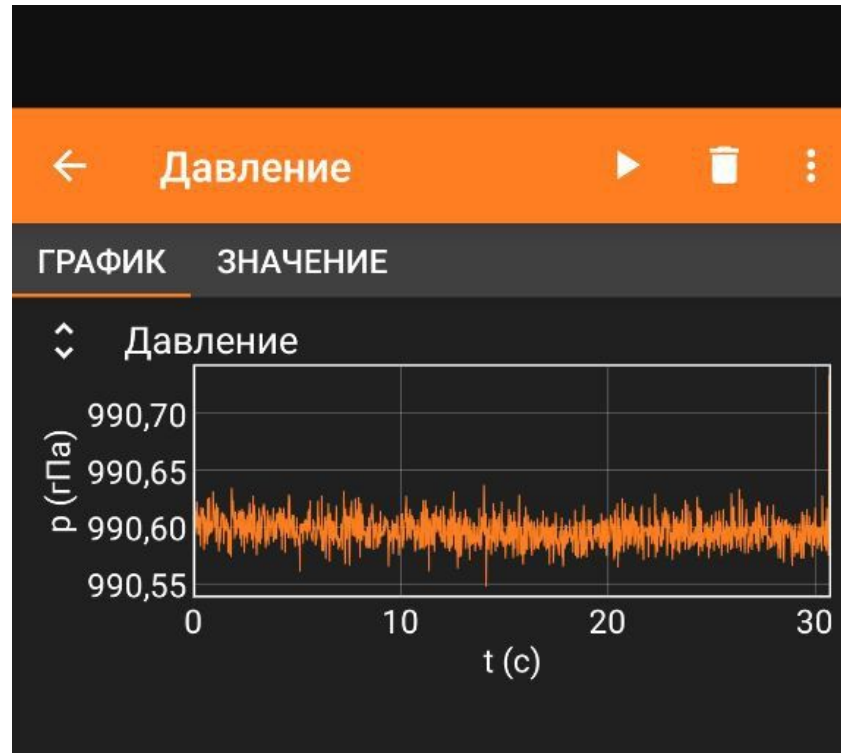 Давление
ГРАФИК ЗНАЧЕНИЕ
Давление
990,70
990,65
990,60
990,55
p (гПа)
0 10 20 30
t (с)